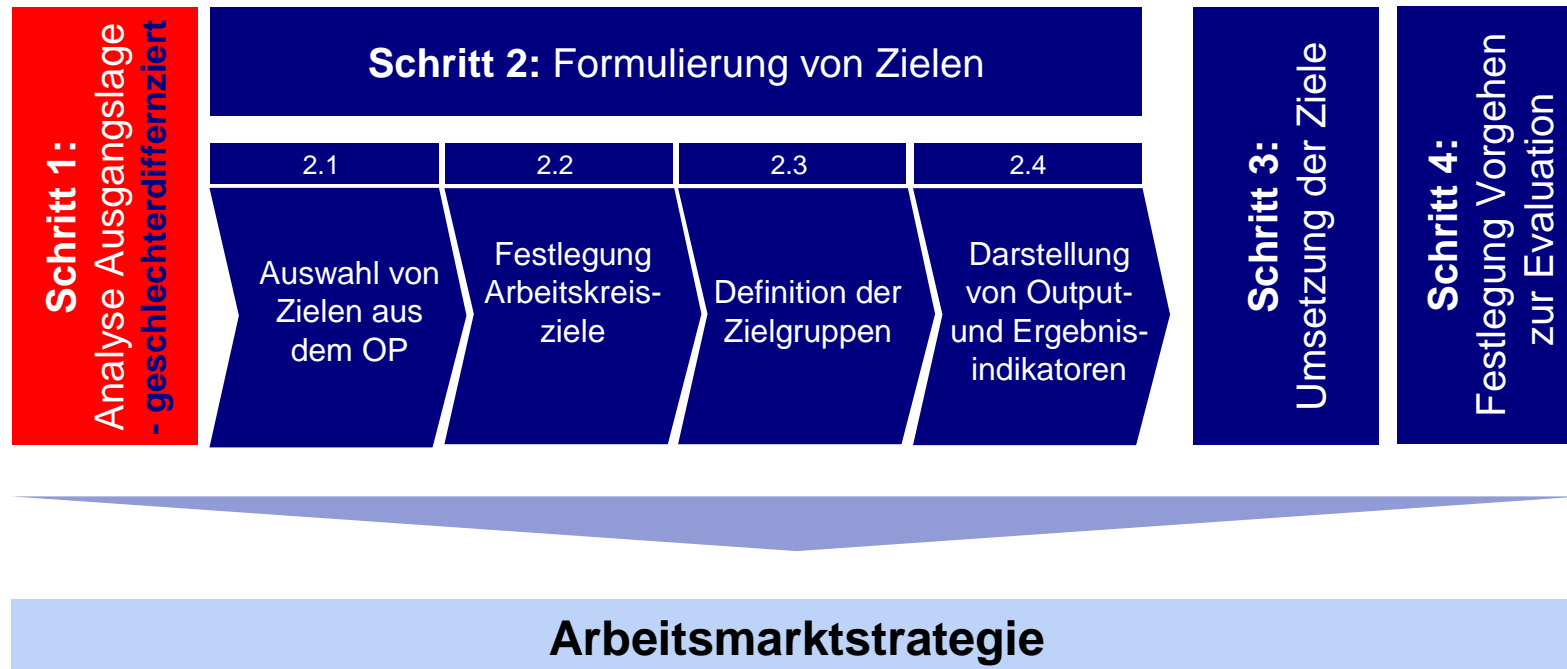 Schritt 1:
Analyse Ausgangslage
- geschlechterdiffernziert
Schritt 2: Formulierung von Zielen
2.1
Auswahl von
Zielen aus
dem OP
2.2
Festlegung
Arbeitskreis-
ziele
2.3
Definition der
Zielgruppen
2.4
Darstellung
von Output-
und Ergebnis-
indikatoren
Schritt 3:
Umsetzung der Ziele
Schritt 4:
Festlegung Vorgehen
zur Evaluation
Arbeitsmarktstrategie